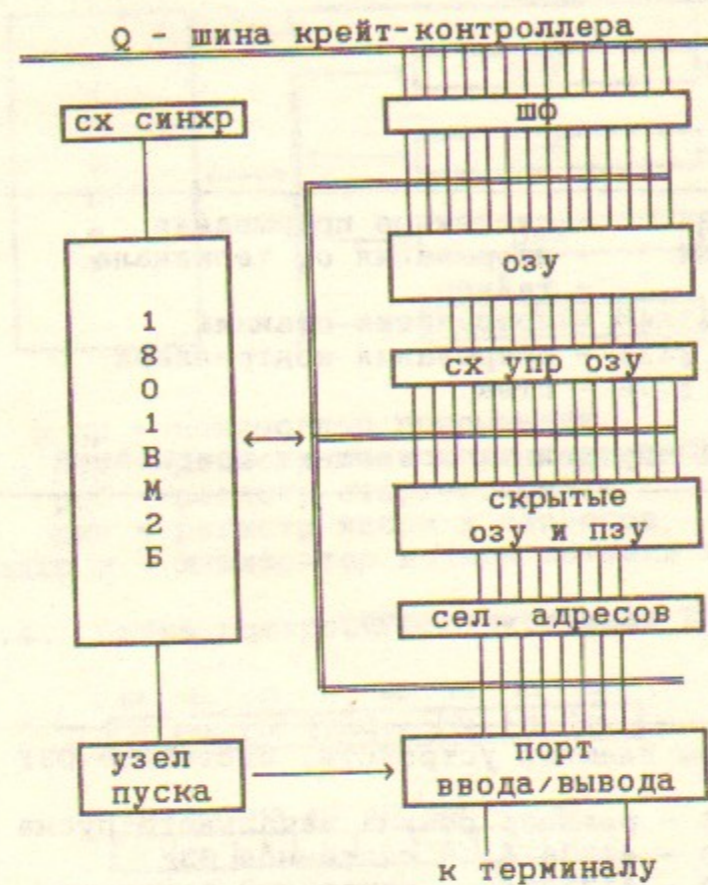 Q - шина крейт-контроллера
сх синхр
шф
озу
1
8
0
1
В
М
2
Б
сх упр озу
скрытые
озу и пзу
сел. адресов
узел
пуска
порт
ввода/вывода
к терминалу